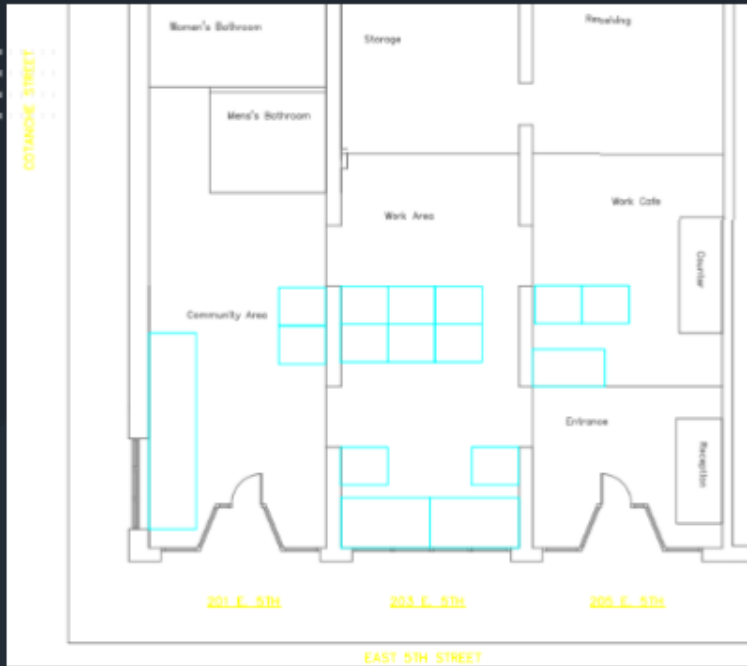 Women's Bathroom
Storage
Receiving
COTANCHE STREET
Mens's Bathroom
Work Cafe
Work Area
Counter
Community Area
Entrance
Reception
201 E. 5TH
203 E. 5TH
205 E. 5TH
EAST 5TH STREET